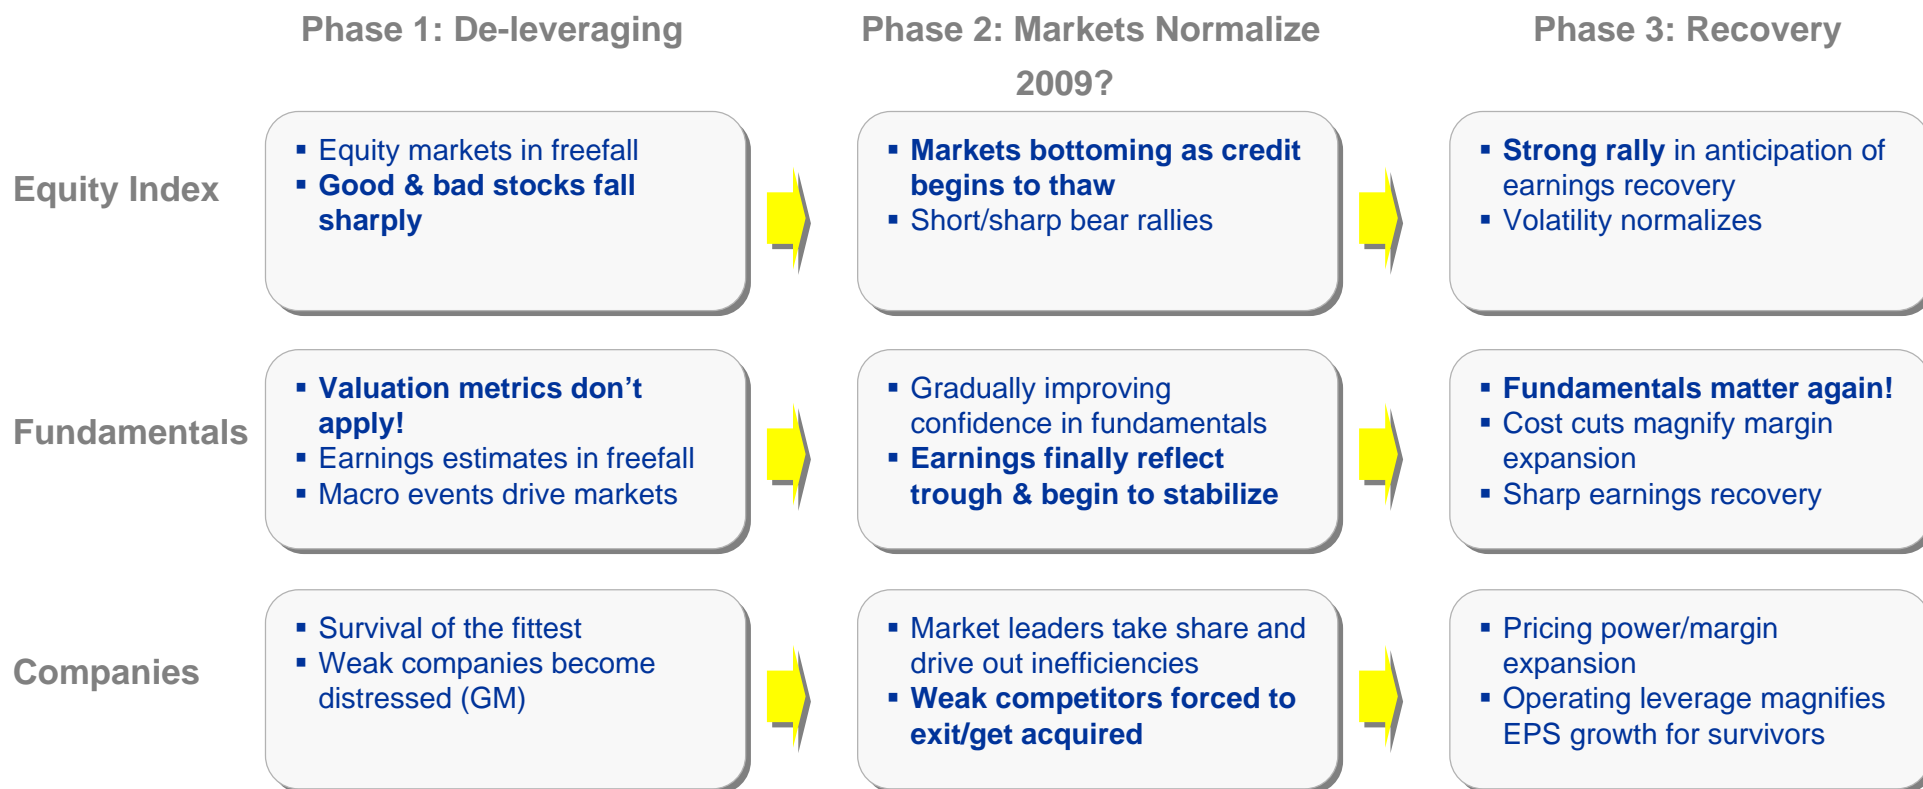 Phase 1: De-leveraging
Phase 2: Markets Normalize
2009?
Phase 3: Recovery
Equity Index
▪ Equity markets in freefall
▪ Good & bad stocks fall
sharply
▪ Markets bottoming as credit
begins to thaw
▪ Short/sharp bear rallies
▪ Strong rally in anticipation of
earnings recovery
▪ Volatility normalizes
Fundamentals
▪ Valuation metrics don’t
apply!
▪ Earnings estimates in freefall
▪ Macro events drive markets
▪ Gradually improving
confidence in fundamentals
▪ Earnings finally reflect
trough & begin to stabilize
▪ Fundamentals matter again!
▪ Cost cuts magnify margin
expansion
▪ Sharp earnings recovery
Companies
▪ Survival of the fittest
▪ Weak companies become
distressed (GM)
▪ Market leaders take share and
drive out inefficiencies
▪ Weak competitors forced to
exit/get acquired
▪ Pricing power/margin
expansion
▪ Operating leverage magnifies
EPS growth for survivors